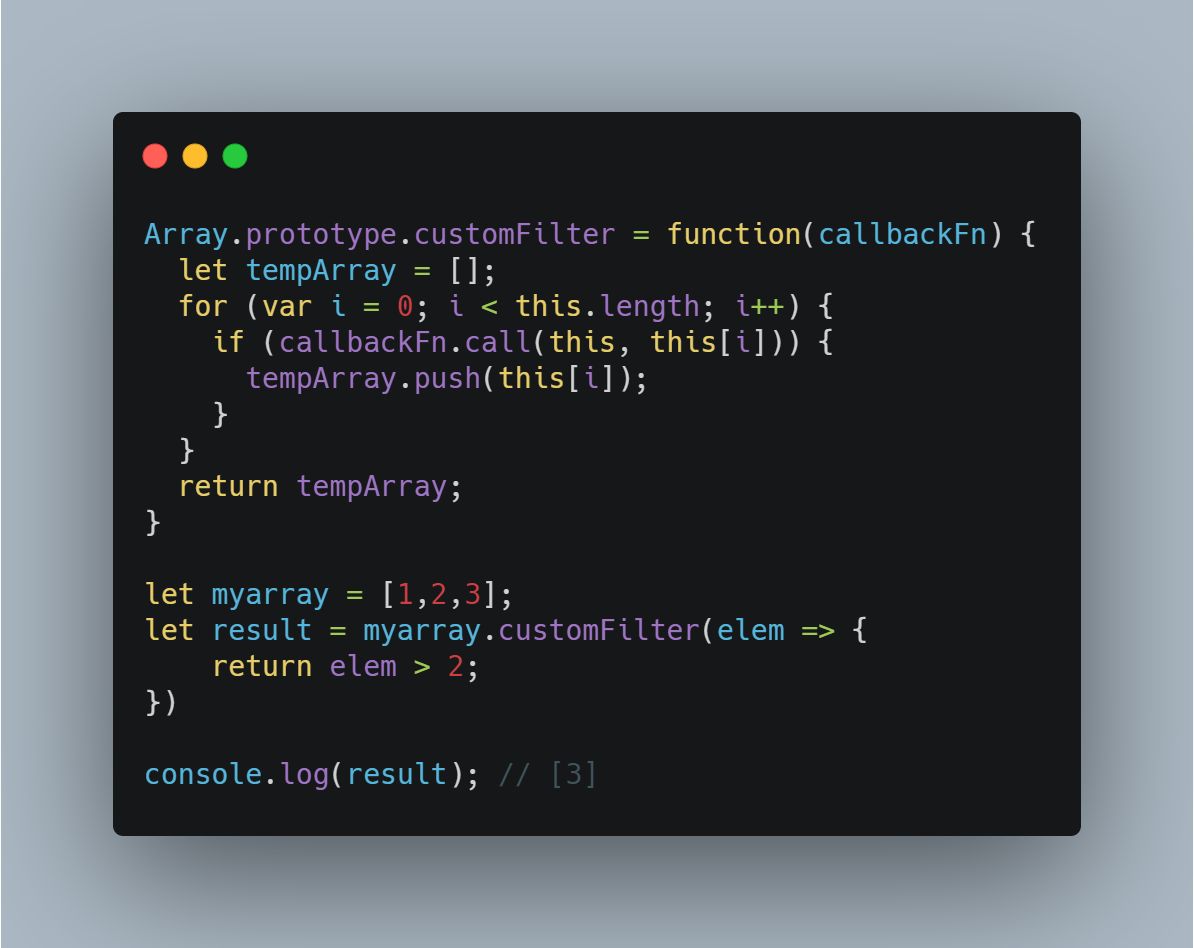 Array.prototype.customFilter = function(callbackFn) {
  let tempArray = [];
  for (var i = 0; i < this.length; i++) {
    if (callbackFn.call(this, this[i])) {
      tempArray.push(this[i]);
    }
  }
  return tempArray;
}

let myarray = [1,2,3];
let result = myarray.customFilter(elem => {
    return elem > 2;
})

console.log(result); // [3]